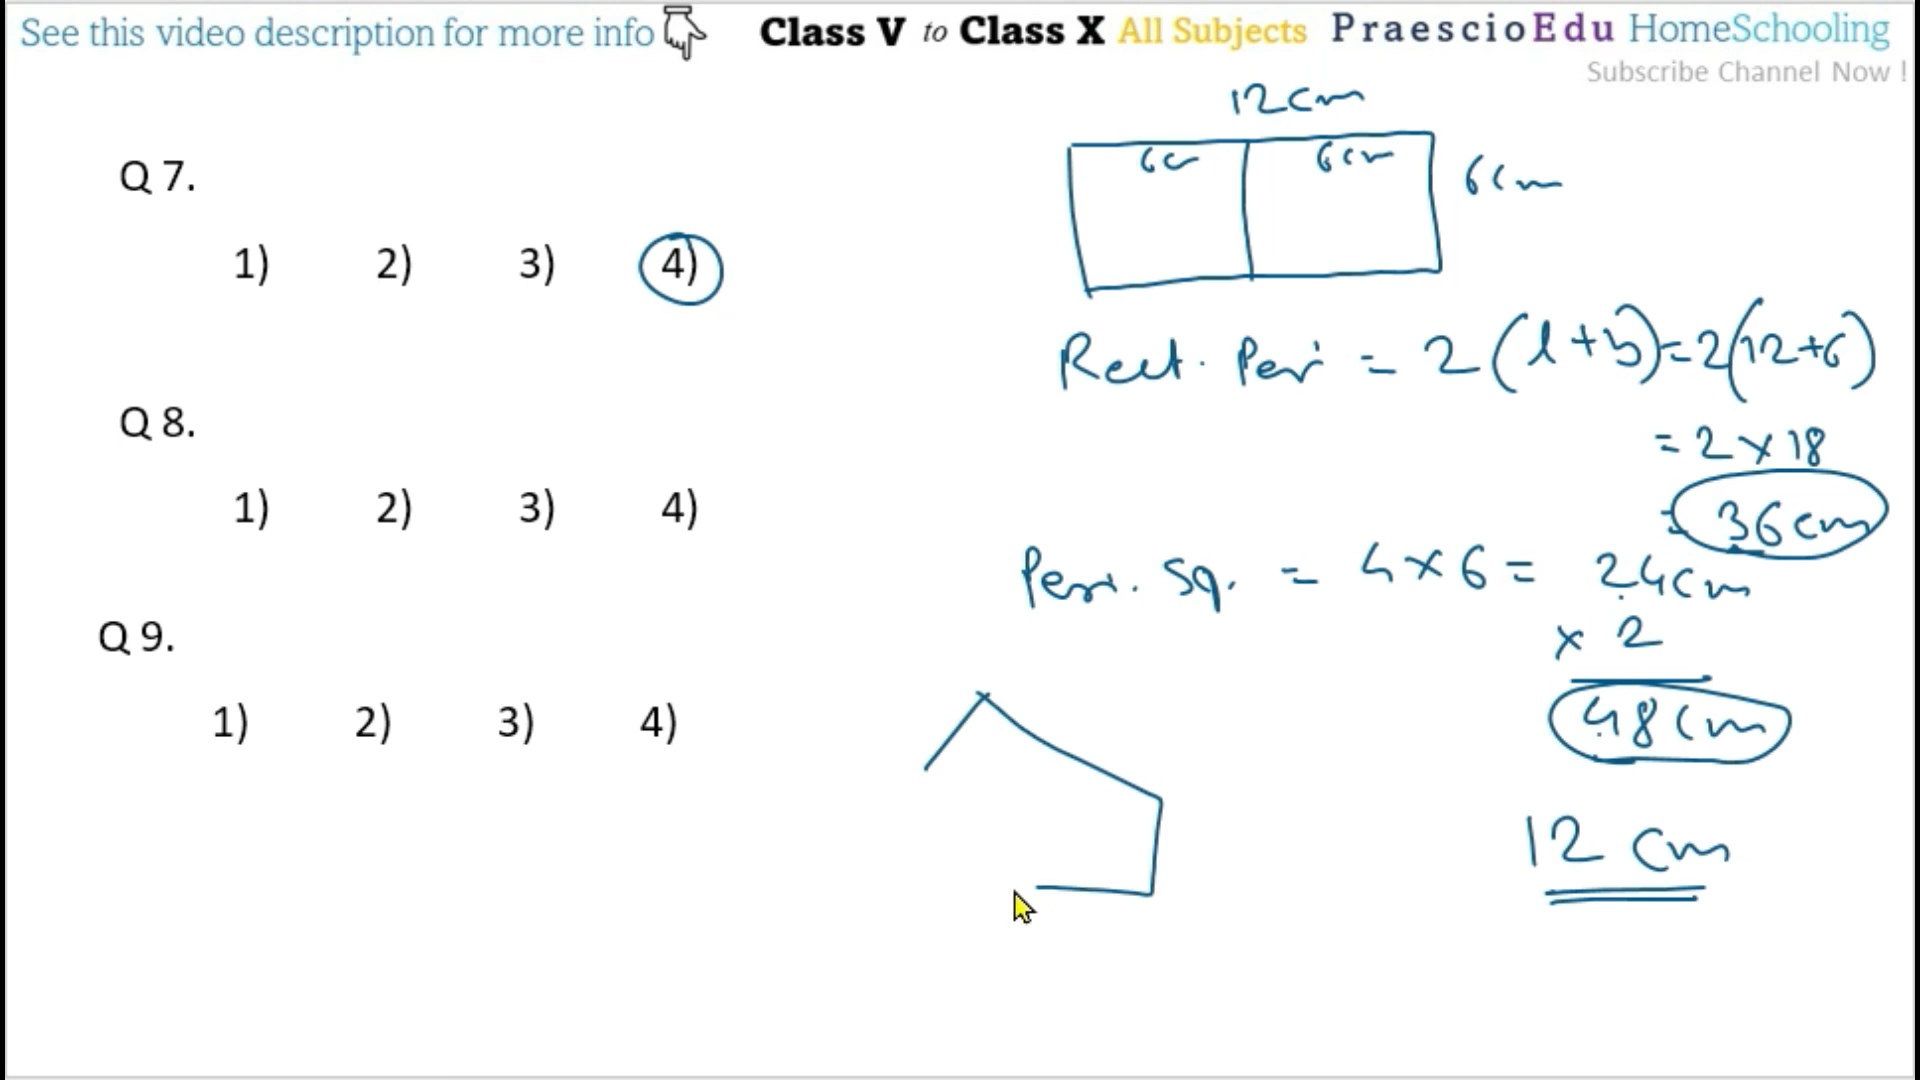 See this video description for more info Class V to Class X All Subjects PraescioEdu HomeSchooling
Subscribe Channel Now !
12cm
Q 7.
6c 6cm 6cm
1) 2) 3) 4)
Rect. Peri = 2 (l+b) = 2(12+6)
Q 8.
= 2 x 18
1) 2) 3) 4)
= 36cm
Peri. Sq. = 4 x 6 = 24cm
Q 9.
x 2
1) 2) 3) 4)
48cm
12 cm